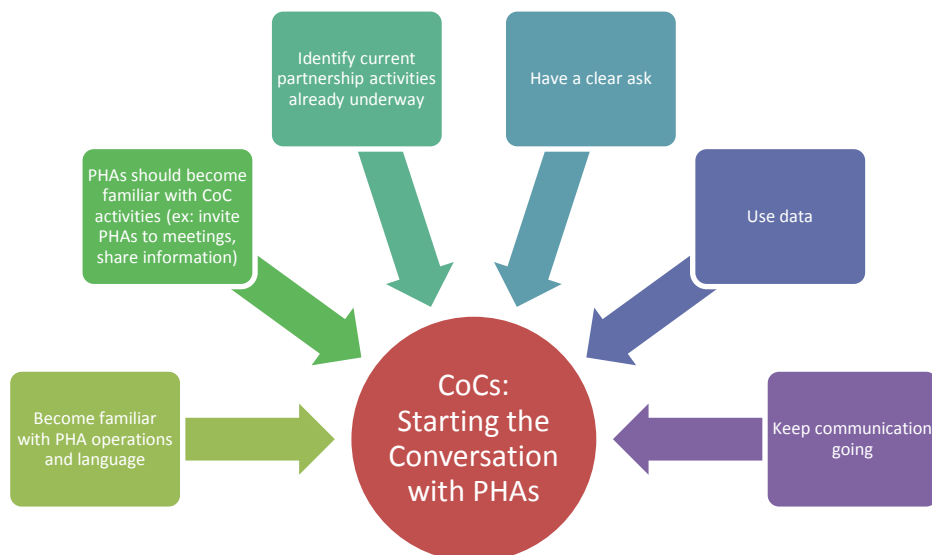 Identify current
partnership activities
already underway
Have a clear ask
PHAs should become
familiar with CoC
activities (ex: invite
PHAs to meetings,
share information)
Use data
Become familiar
with PHA operations
and language
CoCs:
Starting the
Conversation
with PHAs
Keep communication
going